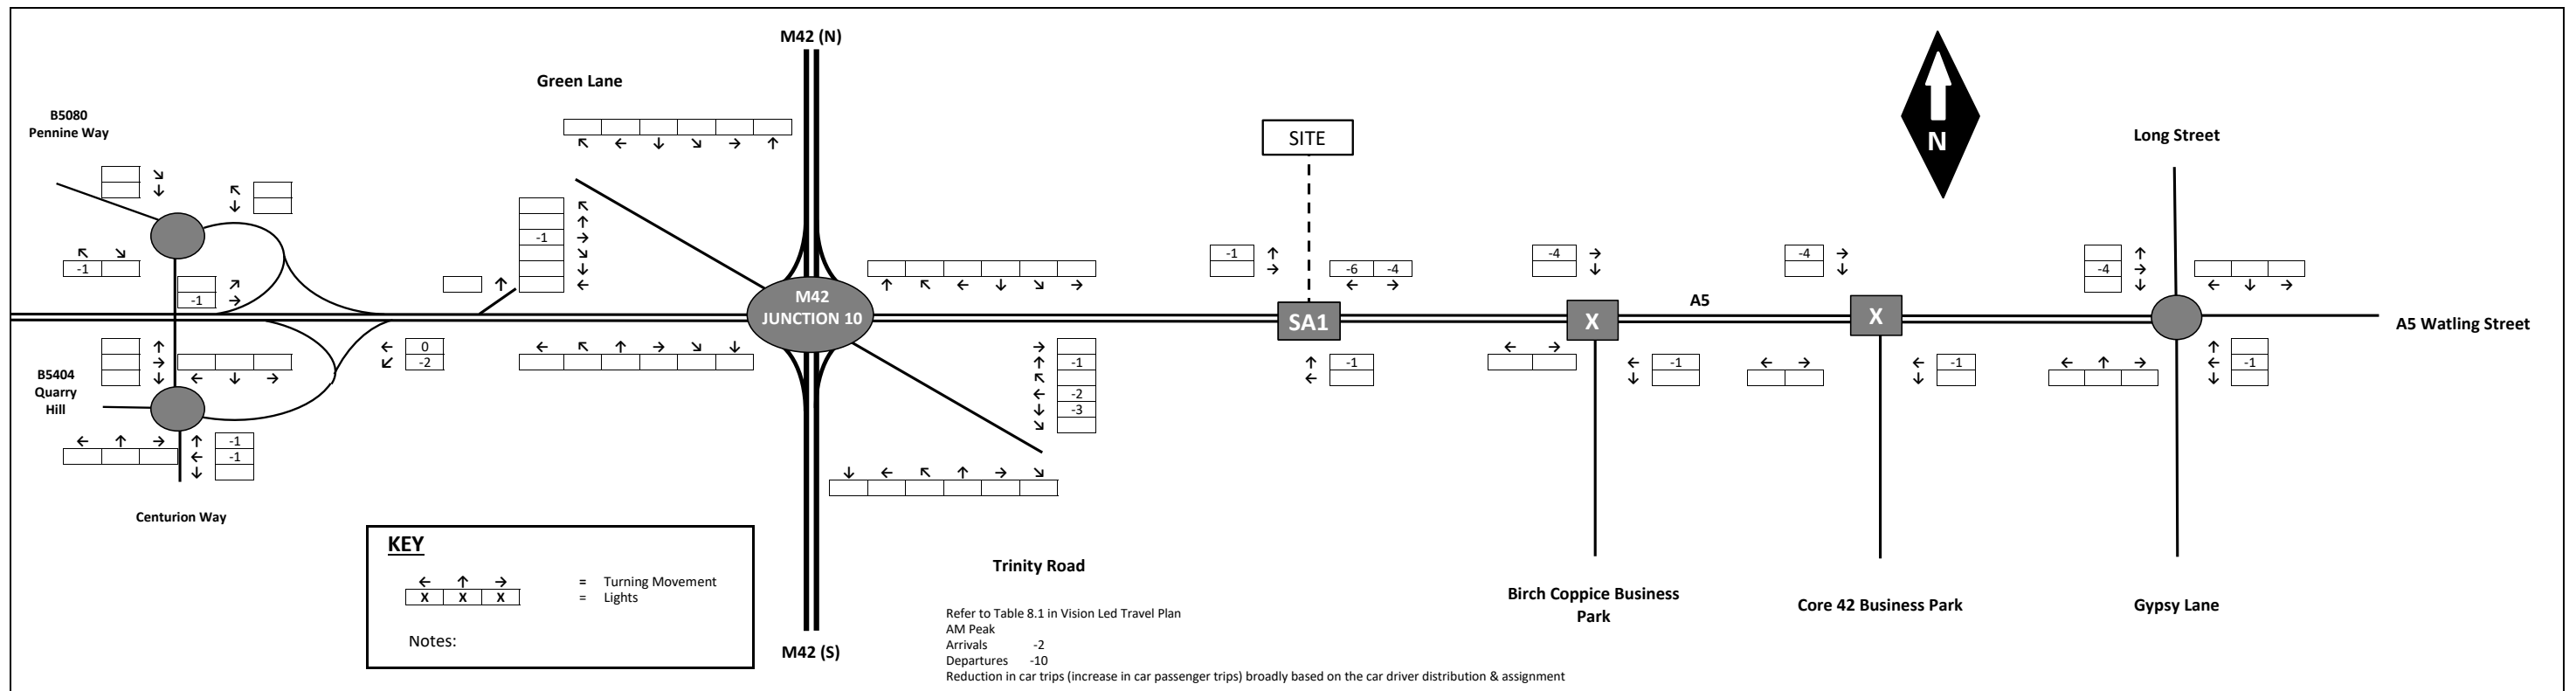 M42 (N)
Green Lane
B5080
Pennine Way
SITE
N
Long Street
↖ ← ↓ ↘ → ↑
↘
↓
↖
↓
↖
↑
-1 →
↘
↓
←
↖ ↘
-1
↗
-1 →
↑
↑ ↖ ← ↓ ↘ →
-1 ↑
→
-6 -4
← →
-4 →
↓
-4 →
↓
↑
-4 →
↓
← ↓ →
M42
JUNCTION 10
SA1
X
A5
X
A5 Watling Street
↑
→
↓
← ↓ →
← 0
↙ -2
← ↖ ↑ → ↘ ↓
→
↑ -1
↖
← -2
↓ -3
↘
↑ -1
←
← →
← -1
↓
← →
← -1
↓
← ↑ →
↑
← -1
↓
B5404
Quarry
Hill
← ↑ →
↑ -1
← -1
↓
↓ ← ↖ ↑ → ↘
Centurion Way
KEY
← ↑ → = Turning Movement
X X X = Lights
Notes:
M42 (S)
Trinity Road
Birch Coppice Business
Park
Core 42 Business Park
Gypsy Lane
Refer to Table 8.1 in Vision Led Travel Plan
AM Peak
Arrivals -2
Departures -10
Reduction in car trips (increase in car passenger trips) broadly based on the car driver distribution & assignment